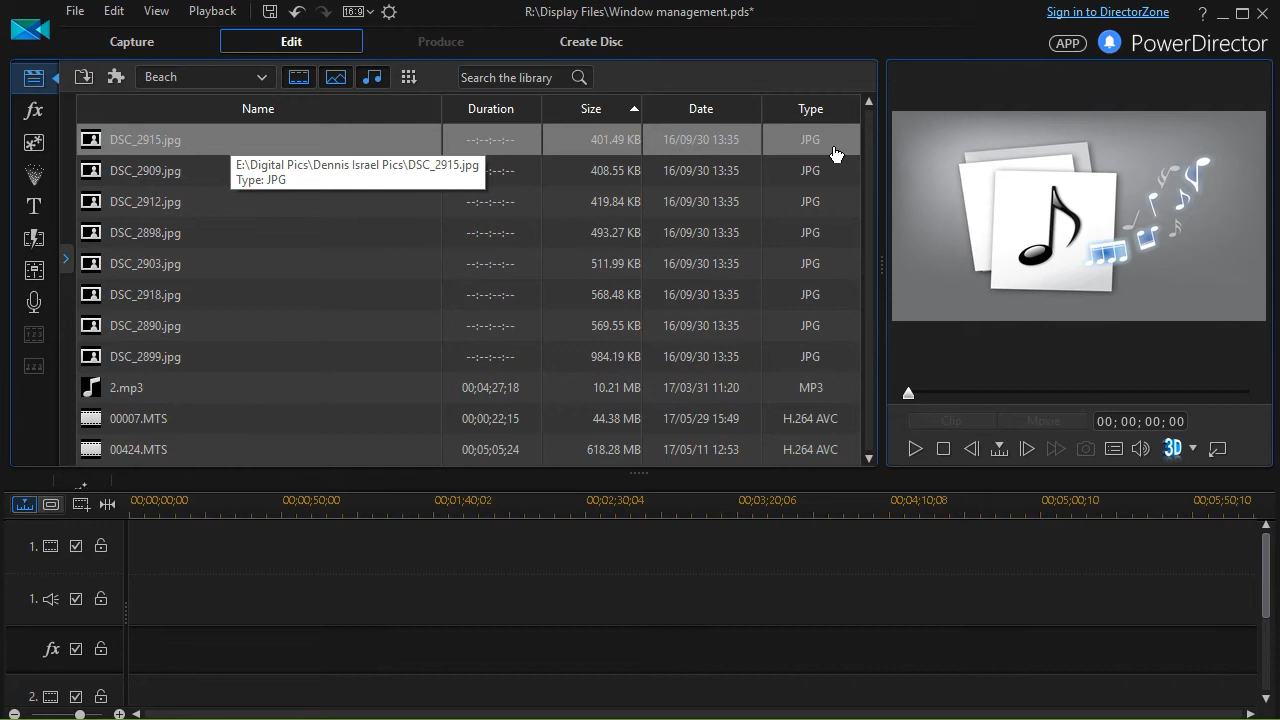 File Edit View Playback 16:9 R:\Display Files\Window management.pds* Sign in to DirectorZone ?
Capture Edit Produce Create Disc APP PowerDirector
fx Beach Search the library
Name Duration Size Date Type
DSC_2915.jpg --:--:--:-- 401.49 KB 16/09/30 13:35 JPG
E:\Digital Pics\Dennis Israel Pics\DSC_2915.jpg
Type: JPG
DSC_2909.jpg --:--:--:-- 408.55 KB 16/09/30 13:35 JPG
DSC_2912.jpg --:--:--:-- 419.84 KB 16/09/30 13:35 JPG
T
DSC_2898.jpg --:--:--:-- 493.27 KB 16/09/30 13:35 JPG
DSC_2903.jpg --:--:--:-- 511.99 KB 16/09/30 13:35 JPG
DSC_2918.jpg --:--:--:-- 568.48 KB 16/09/30 13:35 JPG
DSC_2890.jpg --:--:--:-- 569.55 KB 16/09/30 13:35 JPG
123
DSC_2899.jpg --:--:--:-- 984.19 KB 16/09/30 13:35 JPG
123
2.mp3 00;04;27;18 10.21 MB 17/03/31 11:20 MP3
00007.MTS 00;00;22;15 44.38 MB 17/05/29 15:49 H.264 AVC
Clip Movie 00; 00; 00; 00
00424.MTS 00;05;05;24 618.28 MB 17/05/11 12:53 H.264 AVC
3D
00;00;00;00 00;00;50;00 00;01;40;02 00;02;30;04 00;03;20;06 00;04;10;08 00;05;00;10 00;05;50;10
1.
1.
fx
2.